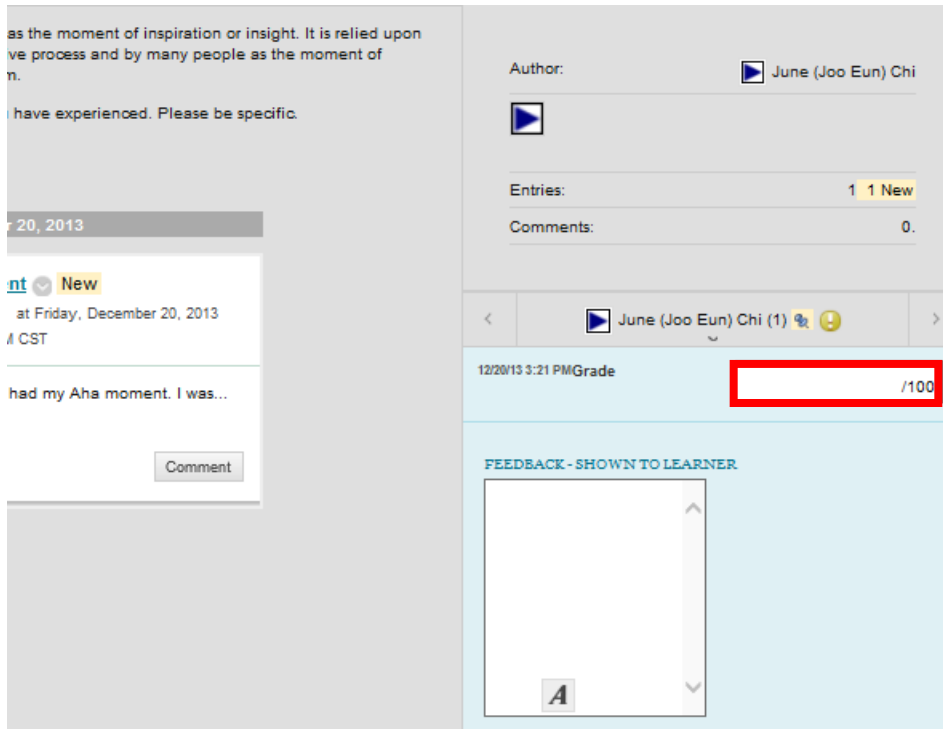 as the moment of inspiration or insight. It is relied upon
ve process and by many people as the moment of
m.
have experienced. Please be specific.
r 20, 2013
ent New
at Friday, December 20, 2013
M CST
had my Aha moment. I was...
Comment
Author: June (Joo Eun) Chi
Entries: 1 1 New
Comments: 0.
June (Joo Eun) Chi (1)
12/20/13 3:21 PM Grade /100
FEEDBACK - SHOWN TO LEARNER
A